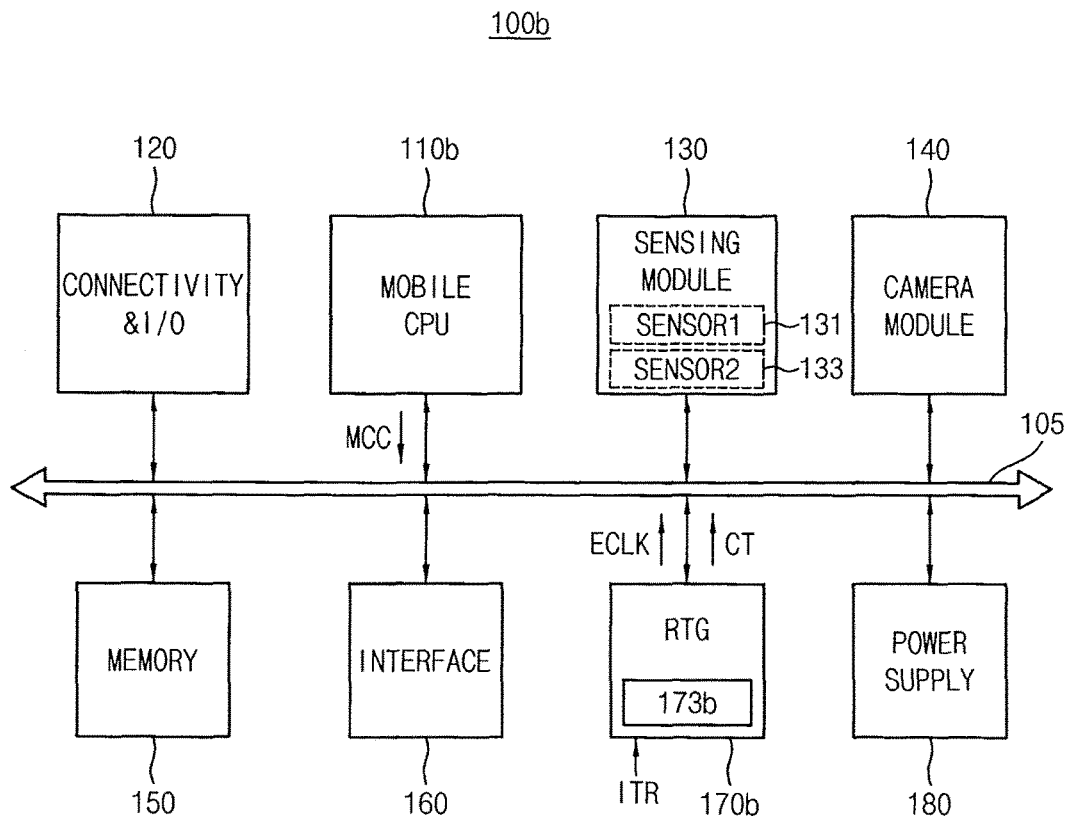 100b
120
110b
130
140
CONNECTIVITY
&I/O
MOBILE
CPU
SENSING
MODULE
SENSOR1
131
SENSOR2
133
CAMERA
MODULE
MCC
105
ECLK
CT
MEMORY
INTERFACE
RTG
173b
POWER
SUPPLY
ITR
150
160
170b
180